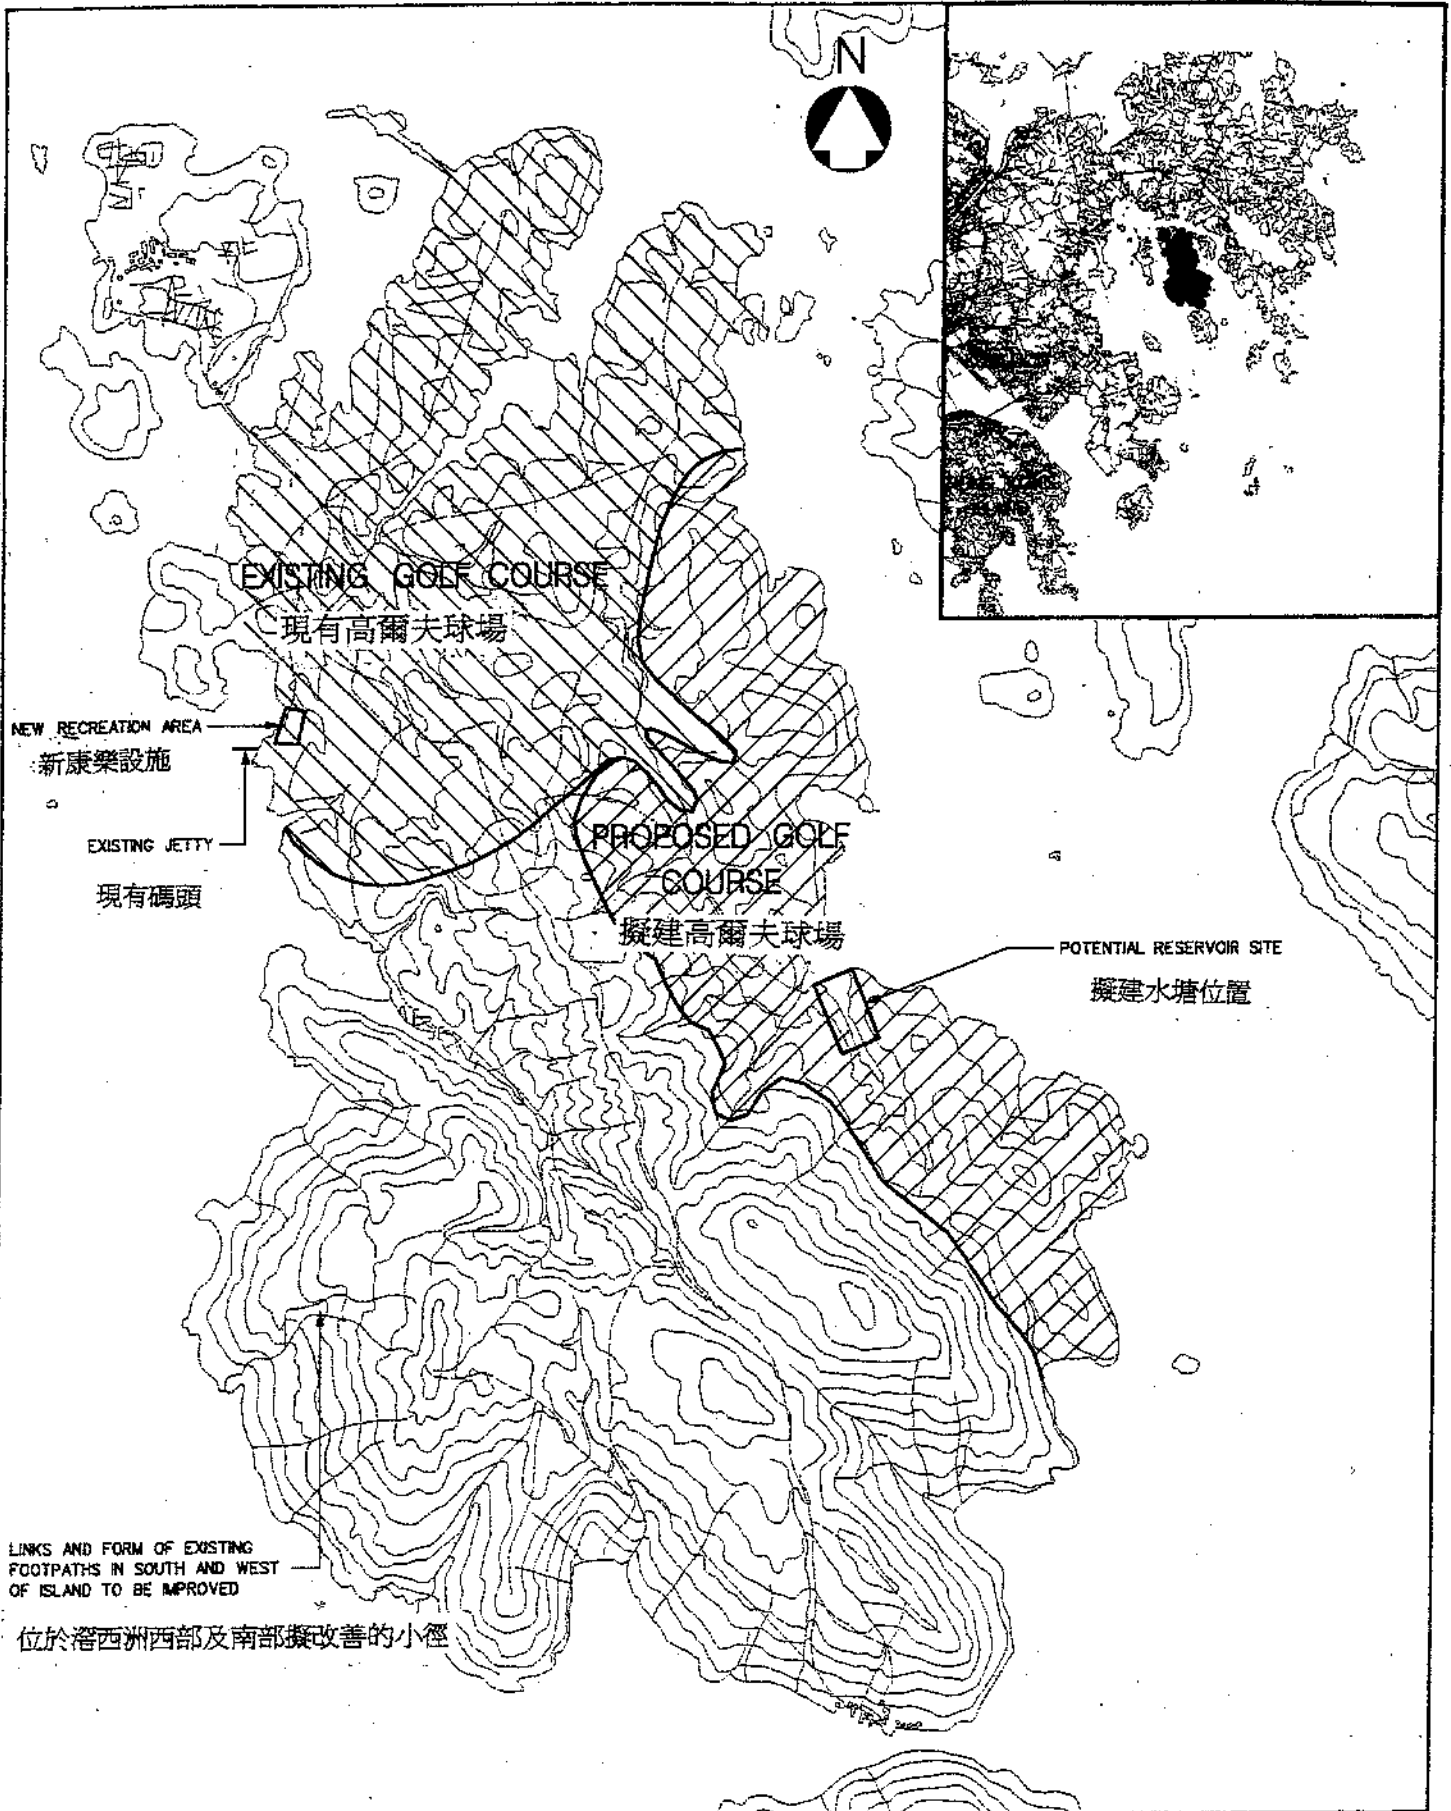 N
EXISTING GOLF COURSE
現有高爾夫球場
NEW RECREATION AREA
新康樂設施
EXISTING JETTY
現有碼頭
PROPOSED GOLF
COURSE
擬建高爾夫球場
POTENTIAL RESERVOIR SITE
擬建水塘位置
LINKS AND FORM OF EXISTING
FOOTPATHS IN SOUTH AND WEST
OF ISLAND TO BE IMPROVED
位於滘西洲西部及南部擬改善的小徑